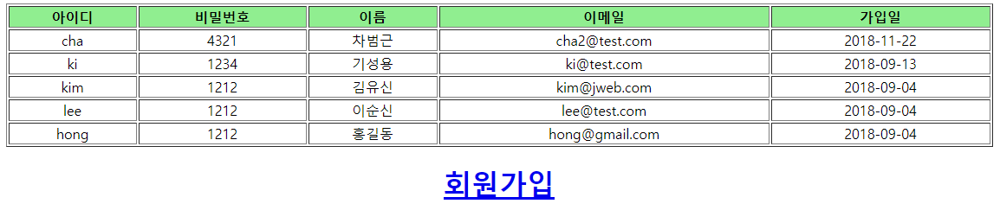 아이디 비밀번호 이름 이메일 가입일
cha 4321 차범근 cha2@test.com 2018-11-22
ki 1234 기성용 ki@test.com 2018-09-13
kim 1212 김유신 kim@jweb.com 2018-09-04
lee 1212 이순신 lee@test.com 2018-09-04
hong 1212 홍길동 hong@gmail.com 2018-09-04
회원가입